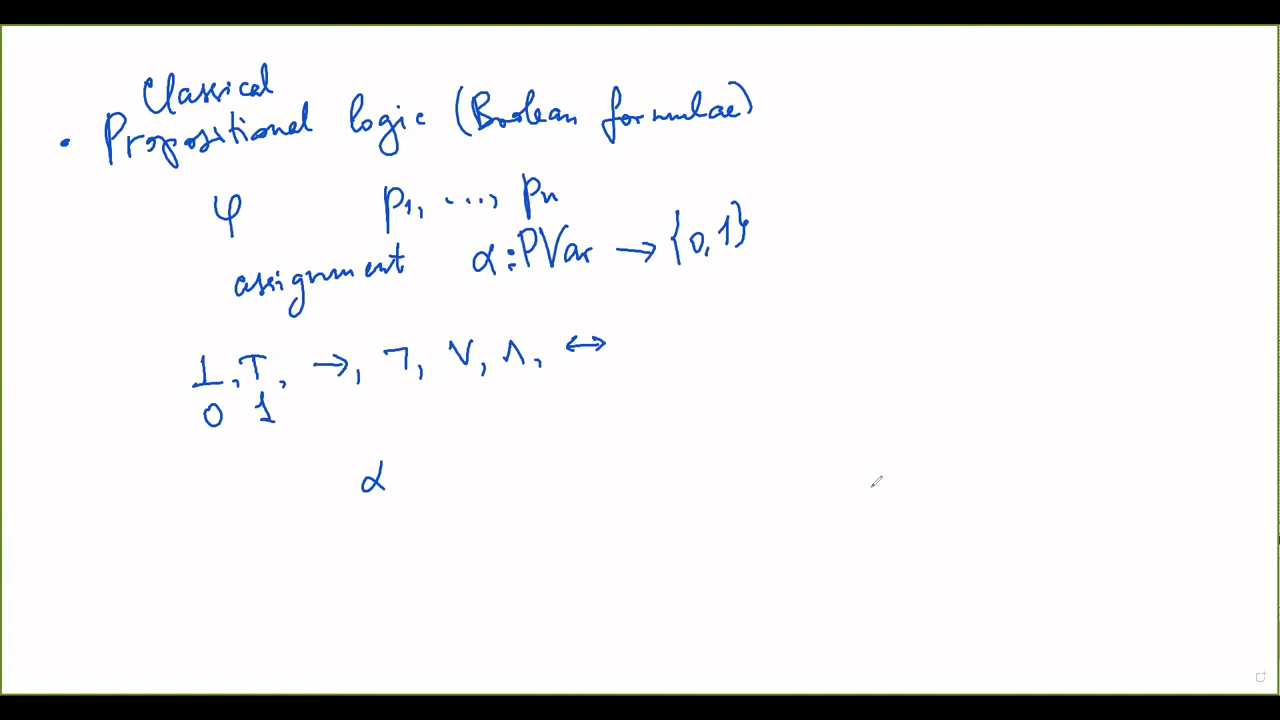 Classical
• Propositional logic (Boolean formulae)
φ p₁, ..., pₙ
assignment α : PVar → {0, 1}
⊥, ⊤, →, ¬, ∨, ∧, ↔
0 1
α